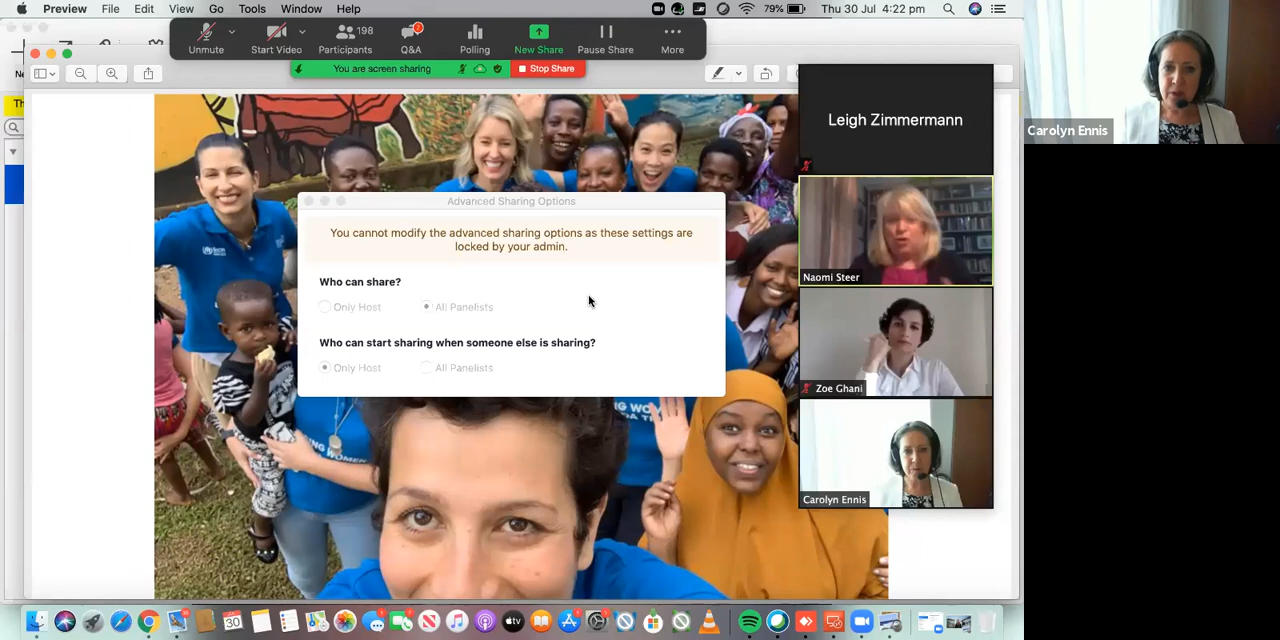 Preview File Edit View Go Tools Window Help
79% Thu 30 Jul 4:22 pm
198
2
Unmute Start Video Participants Q&A Polling New Share Pause Share More
You are screen sharing Stop Share
Leigh Zimmermann
Carolyn Ennis
Advanced Sharing Options
You cannot modify the advanced sharing options as these settings are
locked by your admin.
Who can share?
Only Host All Panelists
Who can start sharing when someone else is sharing?
Only Host All Panelists
Naomi Steer
Zoe Ghani
Carolyn Ennis
30
tv